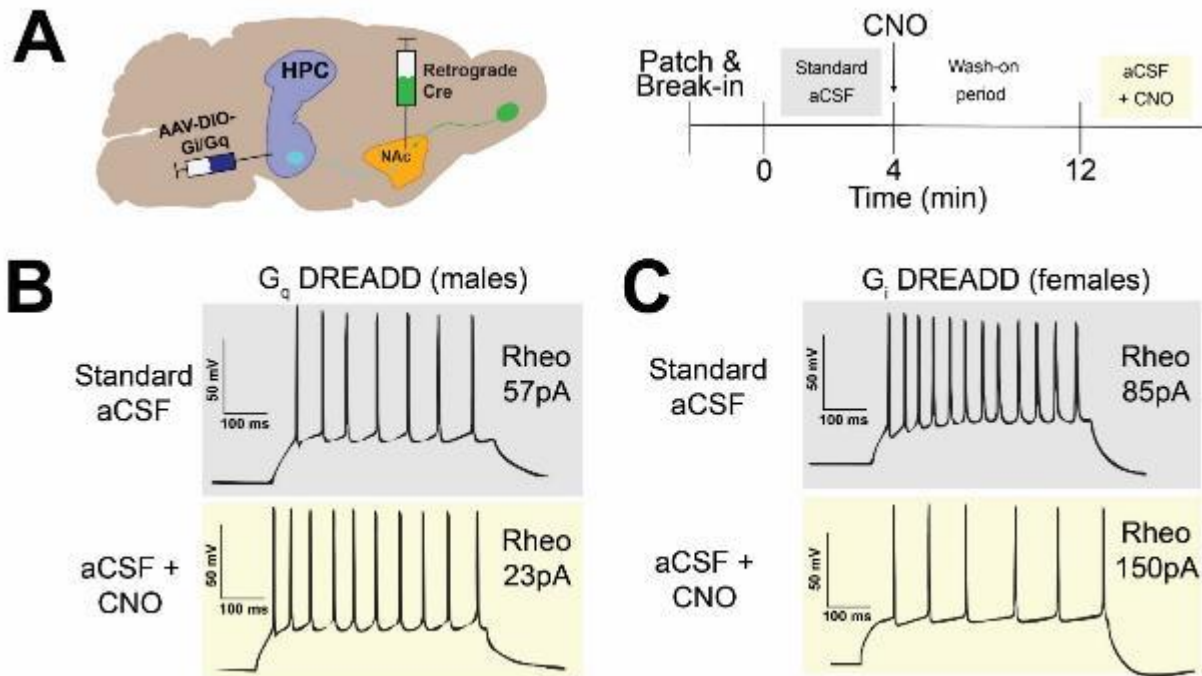 A
HPC
Retrograde
Cre
AAV-DIO-
Gi/Gq
NAc
CNO
Patch &
Break-in
Standard
aCSF
Wash-on
period
aCSF
+ CNO
0
4
12
Time (min)
B
Gq DREADD (males)
Standard
aCSF
50 mV
100 ms
Rheo
57pA
aCSF +
CNO
50 mV
100 ms
Rheo
23pA
C
Gi DREADD (females)
Standard
aCSF
50 mV
100 ms
Rheo
85pA
aCSF +
CNO
50 mV
100 ms
Rheo
150pA